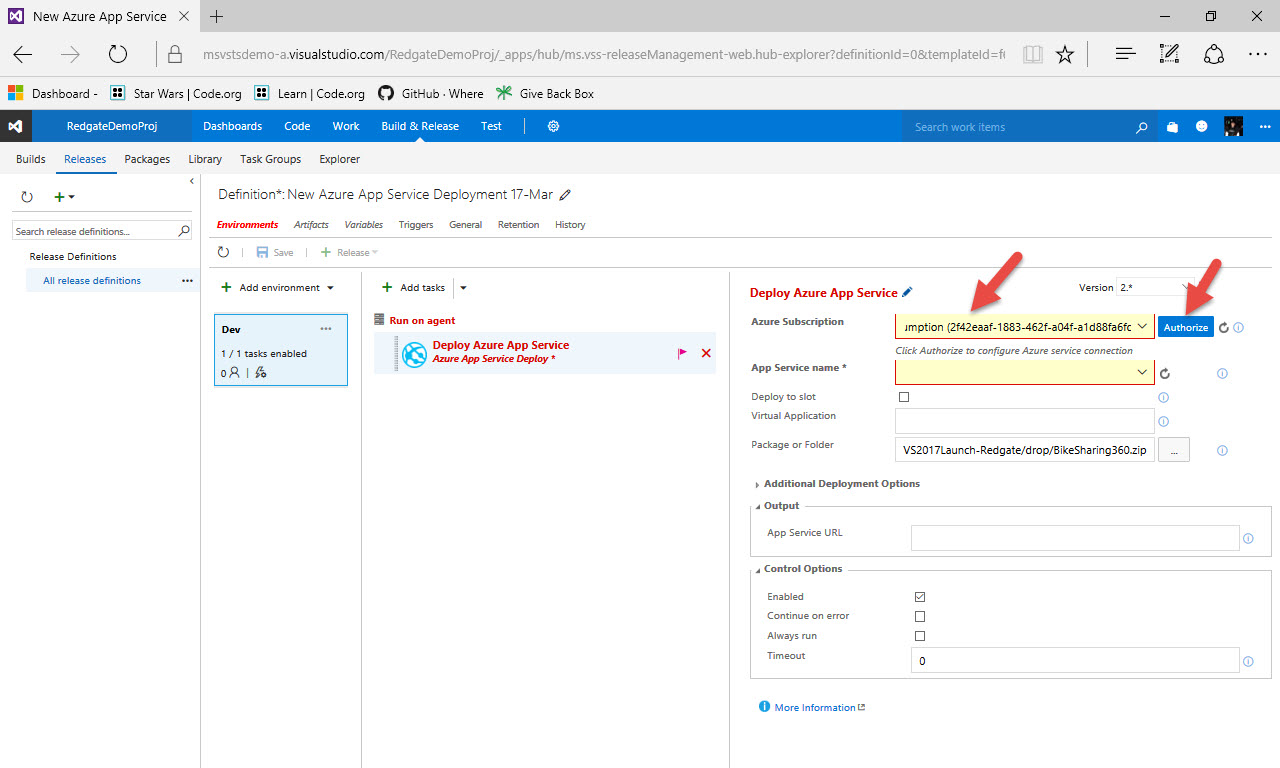 New Azure App Service
msvstsdemo-a.visualstudio.com/RedgateDemoProj/_apps/hub/ms.vss-releaseManagement-web.hub-explorer?definitionId=0&templateId=f
Dashboard - Star Wars | Code.org Learn | Code.org GitHub · Where Give Back Box
RedgateDemoProj Dashboards Code Work Build & Release Test Search work items
Builds Releases Packages Library Task Groups Explorer
Definition*: New Azure App Service Deployment 17-Mar
Environments Artifacts Variables Triggers General Retention History
Search release definitions...
Save Release
Release Definitions
All release definitions
Add environment Add tasks
Dev
1 / 1 tasks enabled
0
Run on agent
Deploy Azure App Service
Azure App Service Deploy *
Deploy Azure App Service Version 2.*
Azure Subscription (2f42eaaf-1883-462f-a04f-a1d88fa6fc Authorize
Click Authorize to configure Azure service connection
App Service name *
Deploy to slot
Virtual Application
Package or Folder VS2017Launch-Redgate/drop/BikeSharing360.zip ...
Additional Deployment Options
Output
App Service URL
Control Options
Enabled
Continue on error
Always run
Timeout 0
More Information